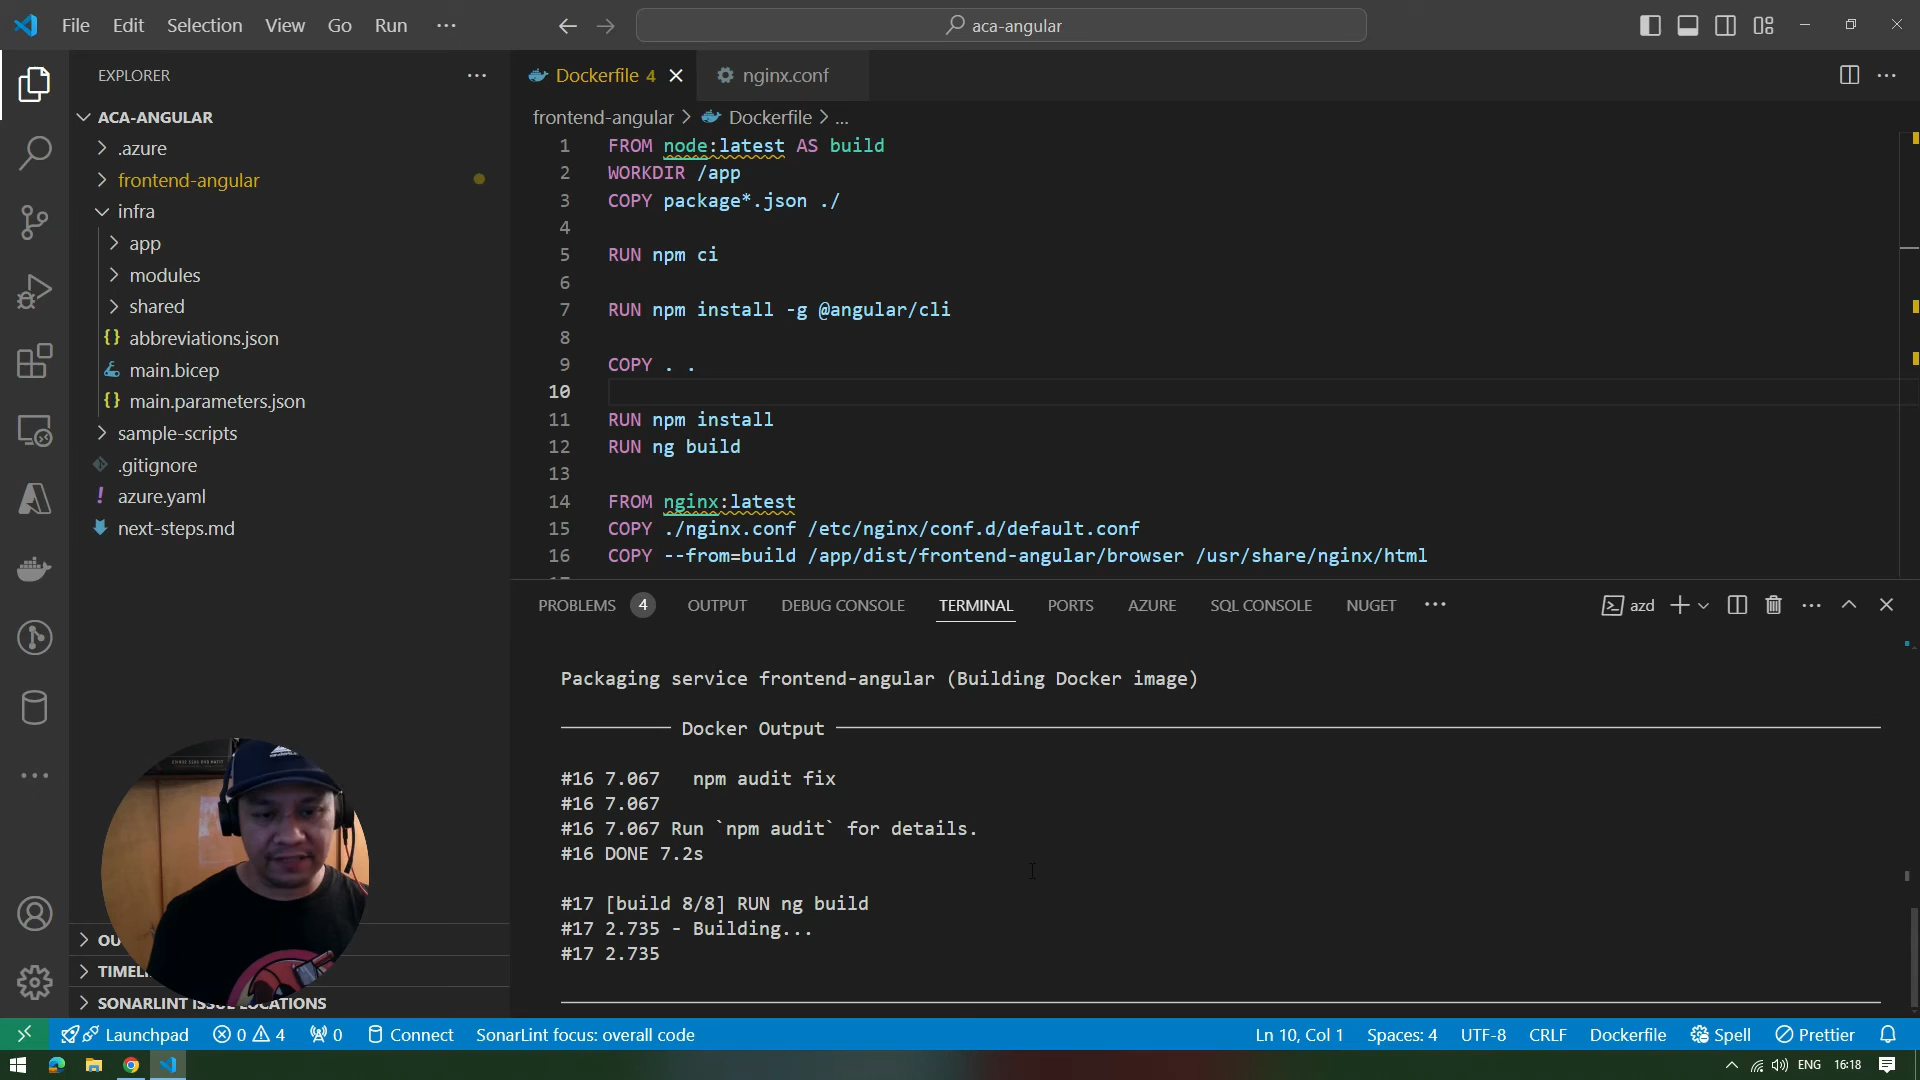 File Edit Selection View Go Run ···
aca-angular
EXPLORER
ACA-ANGULAR
.azure
frontend-angular
infra
app
modules
shared
{} abbreviations.json
main.bicep
{} main.parameters.json
sample-scripts
.gitignore
! azure.yaml
next-steps.md
TIMEL
SONARLINT ISSUE LOCATIONS
Dockerfile 4
nginx.conf
frontend-angular > Dockerfile > ...
1 FROM node:latest AS build
2 WORKDIR /app
3 COPY package*.json ./
4
5 RUN npm ci
6
7 RUN npm install -g @angular/cli
8
9 COPY . .
10
11 RUN npm install
12 RUN ng build
13
14 FROM nginx:latest
15 COPY ./nginx.conf /etc/nginx/conf.d/default.conf
16 COPY --from=build /app/dist/frontend-angular/browser /usr/share/nginx/html
PROBLEMS 4 OUTPUT DEBUG CONSOLE TERMINAL PORTS AZURE SQL CONSOLE NUGET ···
azd
Packaging service frontend-angular (Building Docker image)
Docker Output
#16 7.067 npm audit fix
#16 7.067
#16 7.067 Run `npm audit` for details.
#16 DONE 7.2s
#17 [build 8/8] RUN ng build
#17 2.735 - Building...
#17 2.735
Launchpad 0 4 0 Connect SonarLint focus: overall code
Ln 10, Col 1 Spaces: 4 UTF-8 CRLF Dockerfile Spell Prettier
ENG 16:18